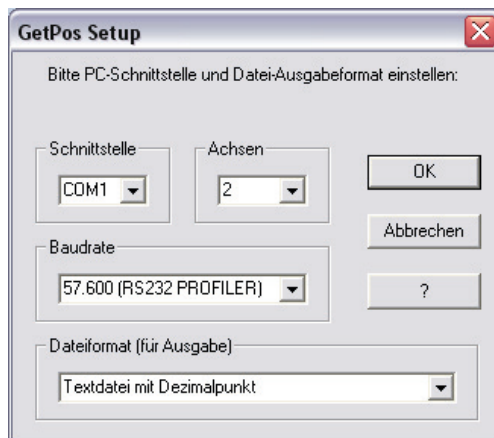 GetPos Setup
Bitte PC-Schnittstelle und Datei-Ausgabeformat einstellen:
Schnittstelle
COM1
Achsen
2
OK
Abbrechen
Baudrate
57.600 (RS232 PROFILER)
?
Dateiformat (für Ausgabe)
Textdatei mit Dezimalpunkt